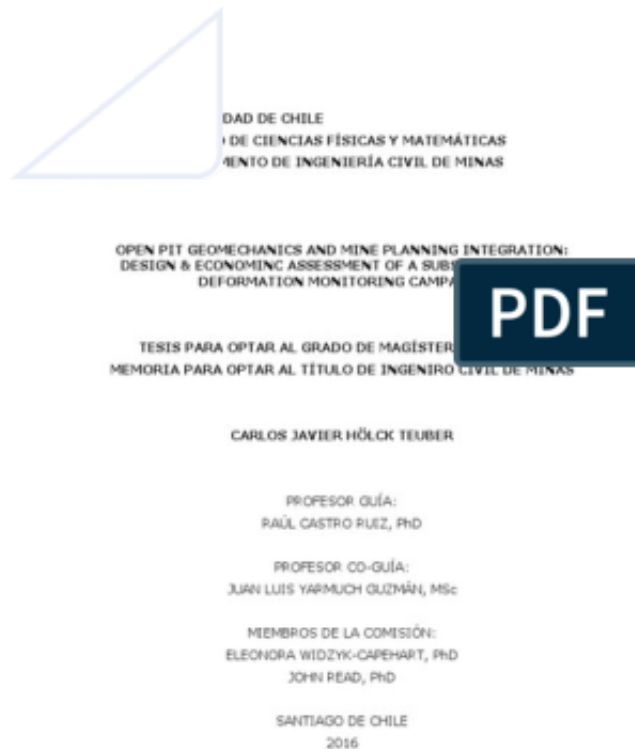 DAD DE CHILE
DE CIENCIAS FÍSICAS Y MATEMÁTICAS
MENTO DE INGENIERÍA CIVIL DE MINAS
OPEN PIT GEOMECHANICS AND MINE PLANNING INTEGRATION:
DESIGN & ECONOMINC ASSESSMENT OF A
DEFORMATION MONITORING
PDF
TESIS PARA OPTAR AL GRADO DE MAGÍSTER
MEMORIA PARA OPTAR AL TÍTULO DE INGENIRO CIVIL DE MINAS
CARLOS JAVIER HÖLCK TEUBER
PROFESOR GUÍA:
RAÚL CASTRO RUIZ, PhD
PROFESOR CO-GUÍA:
JUAN LUIS YARMUCH GUZMÁN, MSc
MIEMBROS DE LA COMISIÓN:
ELEONORA WIDZYK-CAPEHART, PhD
JOHN READ, PhD
SANTIAGO DE CHILE
2016